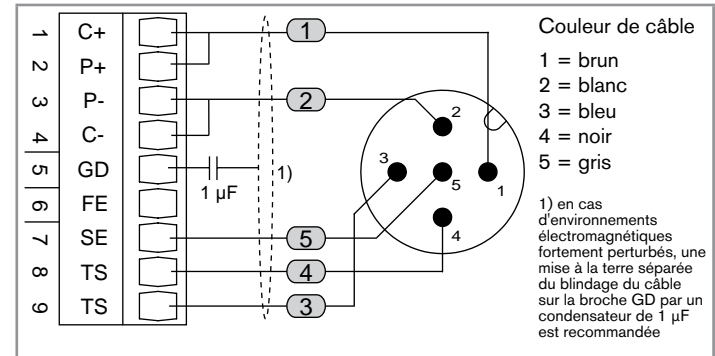 1 C+
2 P+
3 P-
4 C-
5 GD
6 FE
7 SE
8 TS
9 TS
1 µF
1)
1
2
5
4
3
2
3
5
1
4
Couleur de câble
1 = brun
2 = blanc
3 = bleu
4 = noir
5 = gris
1) en cas
d'environnements
électromagnétiques
fortement perturbés, une
mise à la terre séparée
du blindage du câble
sur la broche GD par un
condensateur de 1 µF
est recommandée